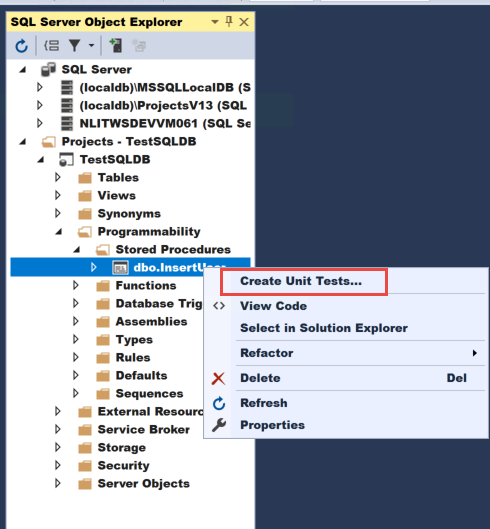 SQL Server Object Explorer
SQL Server
(localdb)\MSSQLLocalDB (S
(localdb)\ProjectsV13 (SQL
NLITWSDEVVM061 (SQL Se
Projects - TestSQLDB
TestSQLDB
Tables
Views
Synonyms
Programmability
Stored Procedures
dbo.InsertUser
Create Unit Tests...
Functions
View Code
Database Trig
Assemblies
Select in Solution Explorer
Types
Refactor
Rules
Defaults
Delete Del
Sequences
Refresh
External Resourc
Service Broker
Properties
Storage
Security
Server Objects